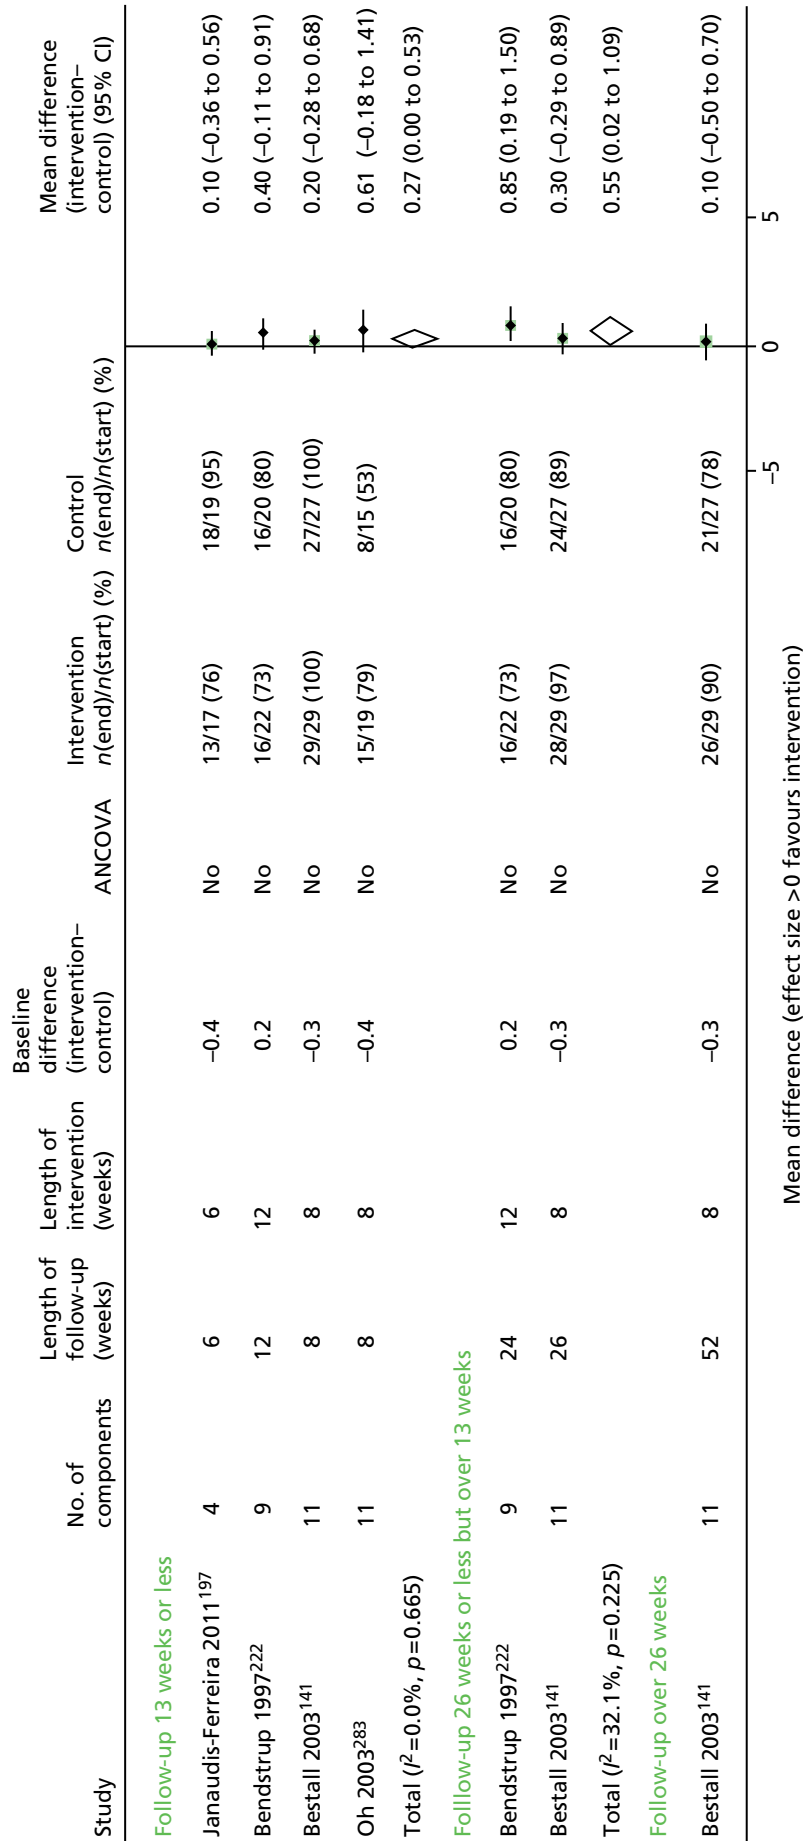 Study No. of components Length of follow-up (weeks) Length of intervention (weeks) Baseline difference (intervention–control) ANCOVA Intervention n(end)/n(start) (%) Control n(end)/n(start) (%) Mean difference (intervention–control) (95% CI)
Follow-up 13 weeks or less
Janaudis-Ferreira 2011197 4 6 6 –0.4 No 13/17 (76) 18/19 (95) 0.10 (–0.36 to 0.56)
Bendstrup 1997222 9 12 12 0.2 No 16/22 (73) 16/20 (80) 0.40 (–0.11 to 0.91)
Bestall 2003141 11 8 8 –0.3 No 29/29 (100) 27/27 (100) 0.20 (–0.28 to 0.68)
Oh 2003283 11 8 8 –0.4 No 15/19 (79) 8/15 (53) 0.61 (–0.18 to 1.41)
Total (I2=0.0%, p=0.665) 0.27 (0.00 to 0.53)
Folllow-up 26 weeks or less but over 13 weeks
Bendstrup 1997222 9 24 12 0.2 No 16/22 (73) 16/20 (80) 0.85 (0.19 to 1.50)
Bestall 2003141 11 26 8 –0.3 No 28/29 (97) 24/27 (89) 0.30 (–0.29 to 0.89)
Total (I2=32.1%, p=0.225) 0.55 (0.02 to 1.09)
Follow-up over 26 weeks
Bestall 2003141 11 52 8 –0.3 No 26/29 (90) 21/27 (78) 0.10 (–0.50 to 0.70)
–5 0 5
Mean difference (effect size >0 favours intervention)